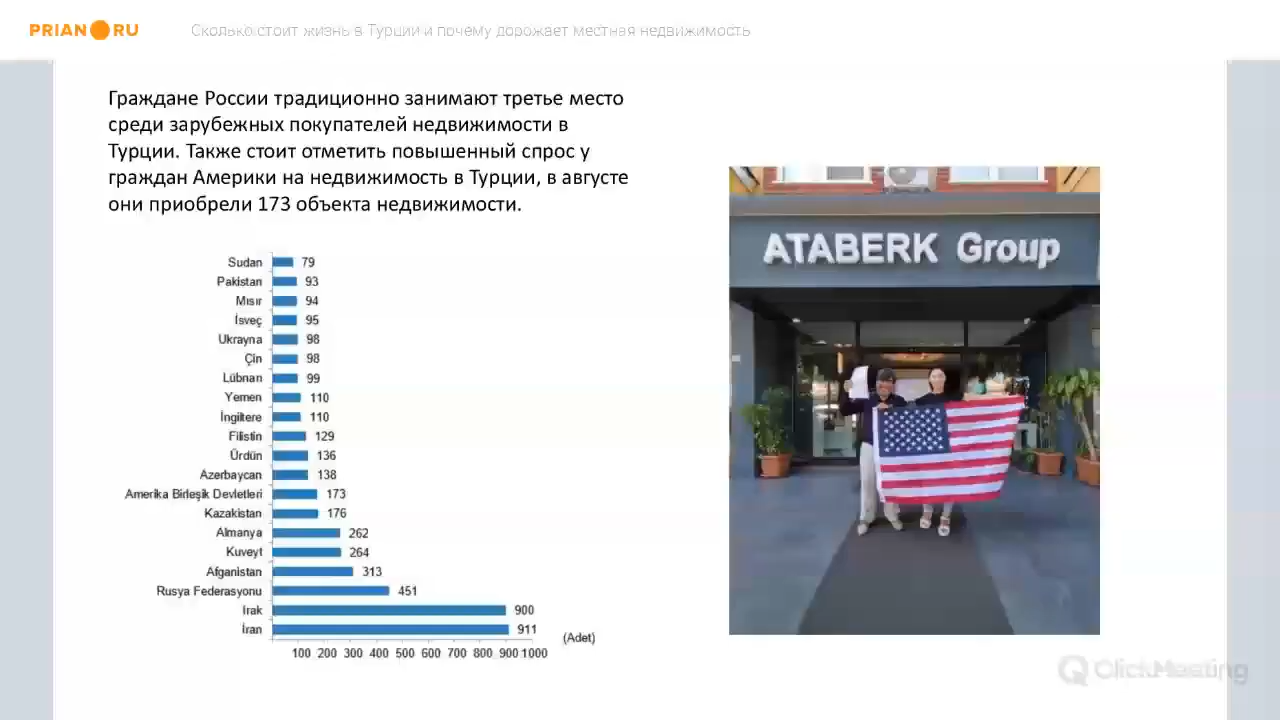 PRIAN RU
Сколько стоит жизнь в Турции и почему дорожает местная недвижимость
Граждане России традиционно занимают третье место
среди зарубежных покупателей недвижимости в
Турции. Также стоит отметить повышенный спрос у
граждан Америки на недвижимость в Турции, в августе
они приобрели 173 объекта недвижимости.
ATABERK Group
Sudan 79
Pakistan 93
Mısır 94
İsveç 95
Ukrayna 98
Çin 98
Lübnan 99
Yemen 110
İngiltere 110
Filistin 129
Ürdün 136
Azerbaycan 138
Amerika Birleşik Devletleri 173
Kazakistan 176
Almanya 262
Kuveyt 264
Afganistan 313
Rusya Federasyonu 451
Irak 900
İran 911
(Adet)
100 200 300 400 500 600 700 800 900 1000
ClickMeeting